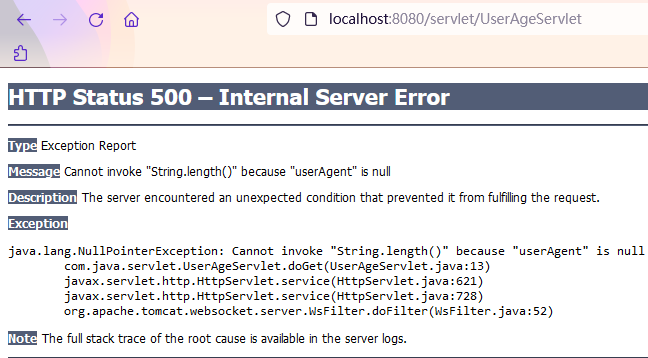 localhost:8080/servlet/UserAgeServlet
HTTP Status 500 – Internal Server Error
Type Exception Report
Message Cannot invoke "String.length()" because "userAgent" is null
Description The server encountered an unexpected condition that prevented it from fulfilling the request.
Exception
java.lang.NullPointerException: Cannot invoke "String.length()" because "userAgent" is null
com.java.servlet.UserAgeServlet.doGet(UserAgeServlet.java:13)
javax.servlet.http.HttpServlet.service(HttpServlet.java:621)
javax.servlet.http.HttpServlet.service(HttpServlet.java:728)
org.apache.tomcat.websocket.server.WsFilter.doFilter(WsFilter.java:52)
Note The full stack trace of the root cause is available in the server logs.